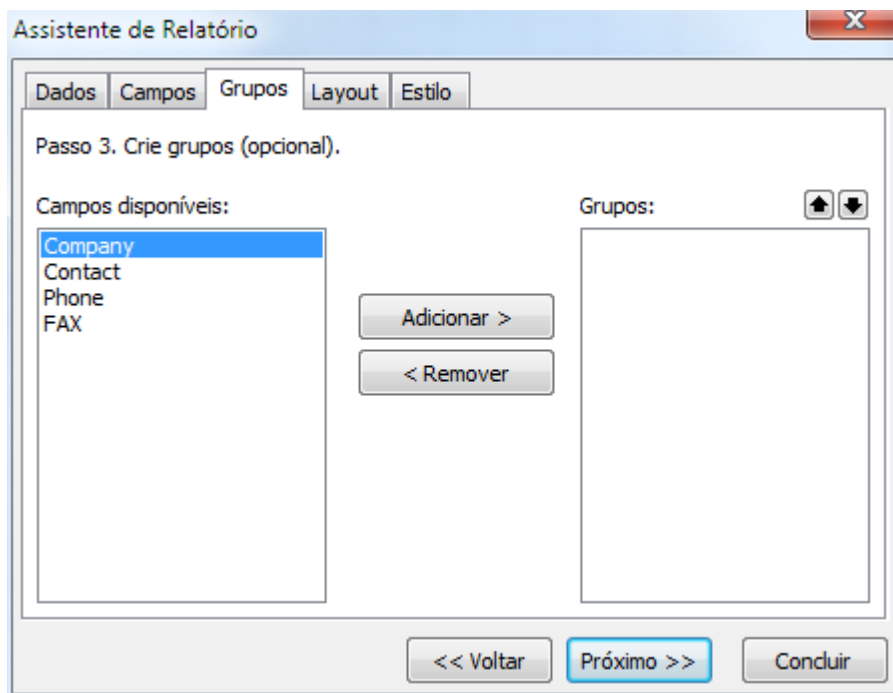 Assistente de Relatório
Dados Campos Grupos Layout Estilo
Passo 3. Crie grupos (opcional).
Campos disponíveis:
Grupos:
Company
Contact
Phone
FAX
Adicionar >
< Remover
<< Voltar
Próximo >>
Concluir